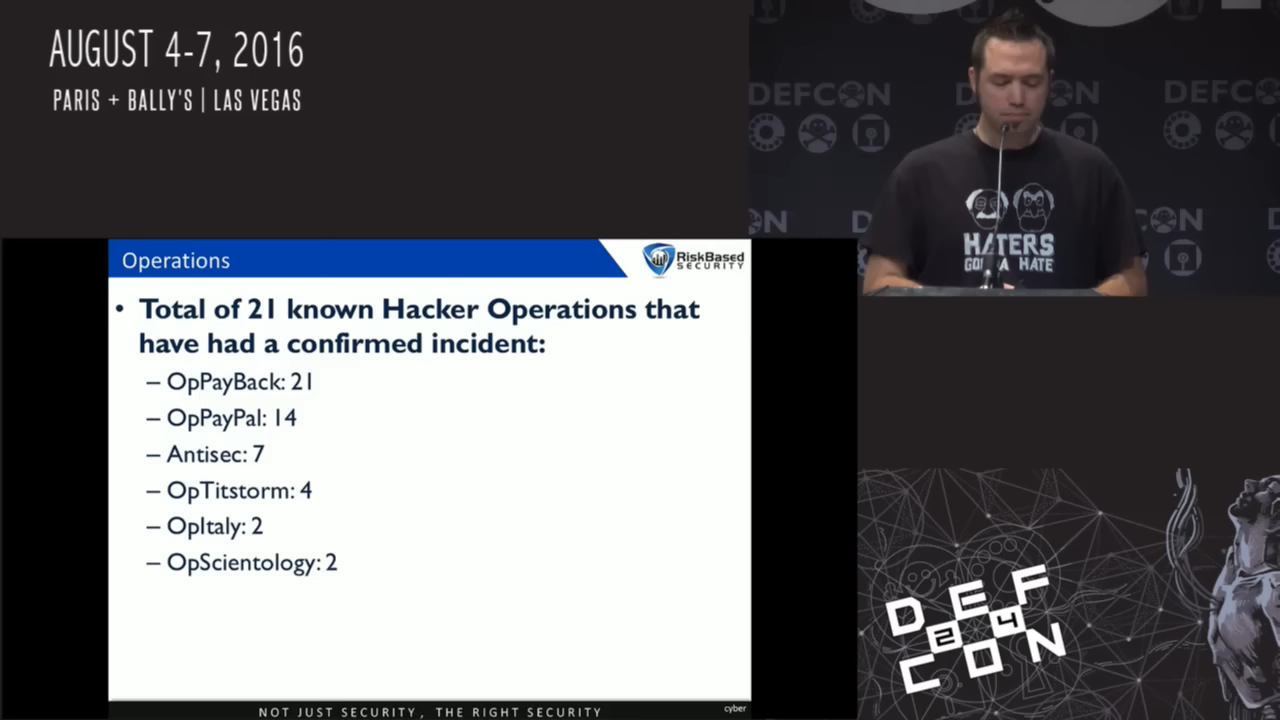 AUGUST 4-7, 2016
PARIS + BALLY'S | LAS VEGAS
DEFCON
CON
HATERS
GONNA HATE
Operations
RiskBased
SECURITY
• Total of 21 known Hacker Operations that
have had a confirmed incident:
– OpPayBack: 21
– OpPayPal: 14
– Antisec: 7
– OpTitstorm: 4
– OpItaly: 2
– OpScientology: 2
NOT JUST SECURITY, THE RIGHT SECURITY
cyber
DEF
24
CON